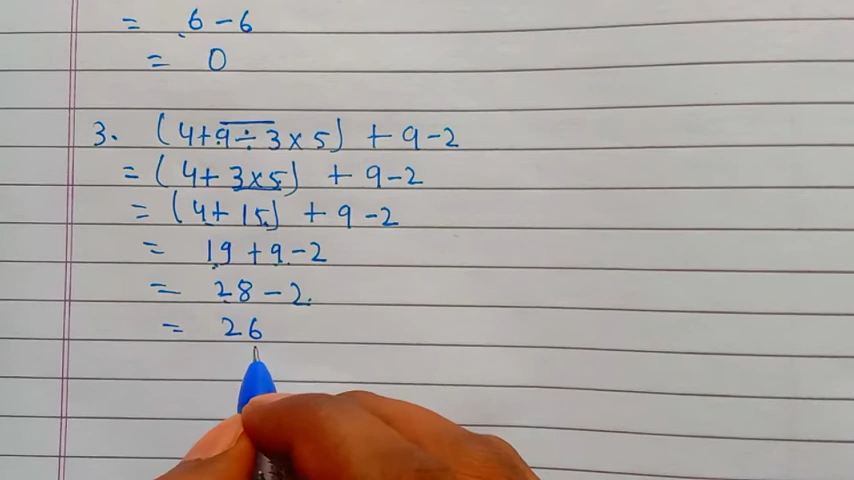 = 6 - 6
= 0
3. (4+9÷3×5) + 9-2
= (4+ 3×5) + 9-2
= (4+ 15) + 9 -2
= 19 + 9 - 2
= 28 - 2
= 26